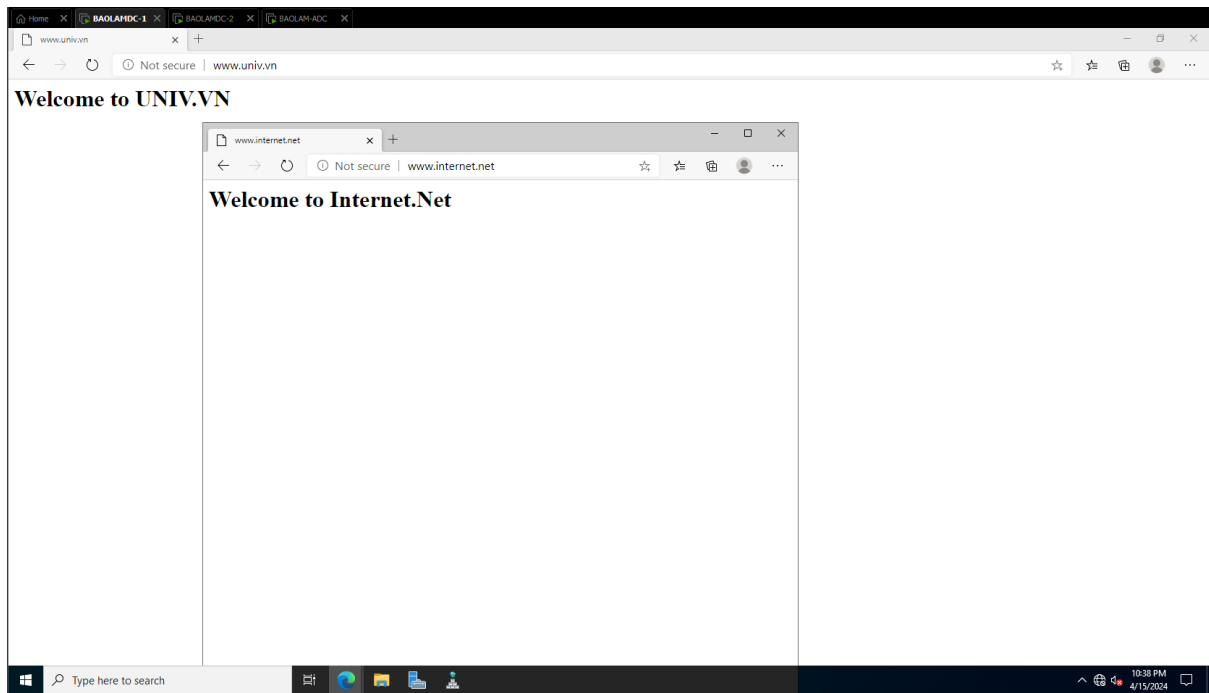 Home BAOLAMDC-1 BAOLAMDC-2 BAOLAM-ADC
www.univ.vn
Not secure www.univ.vn
Welcome to UNIV.VN
www.internet.net
Not secure www.internet.net
Welcome to Internet.Net
Type here to search
10:38 PM
4/15/2024